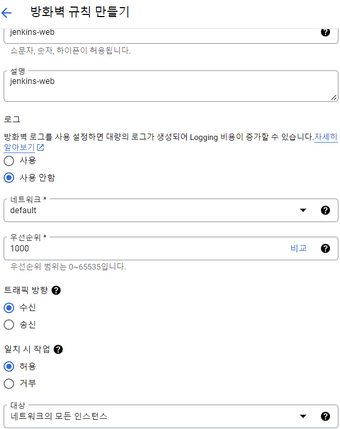 방화벽 규칙 만들기
jenkins-web
소문자, 숫자, 하이픈이 허용됩니다.
설명
jenkins-web
로그
방화벽 로그를 사용 설정하면 대량의 로그가 생성되어 Logging 비용이 증가할 수 있습니다.자세히
알아보기
사용
사용 안함
네트워크 *
default
우선순위 *
1000 비교
우선순위 범위는 0~65535입니다.
트래픽 방향
수신
송신
일치 시 작업
허용
거부
대상
네트워크의 모든 인스턴스